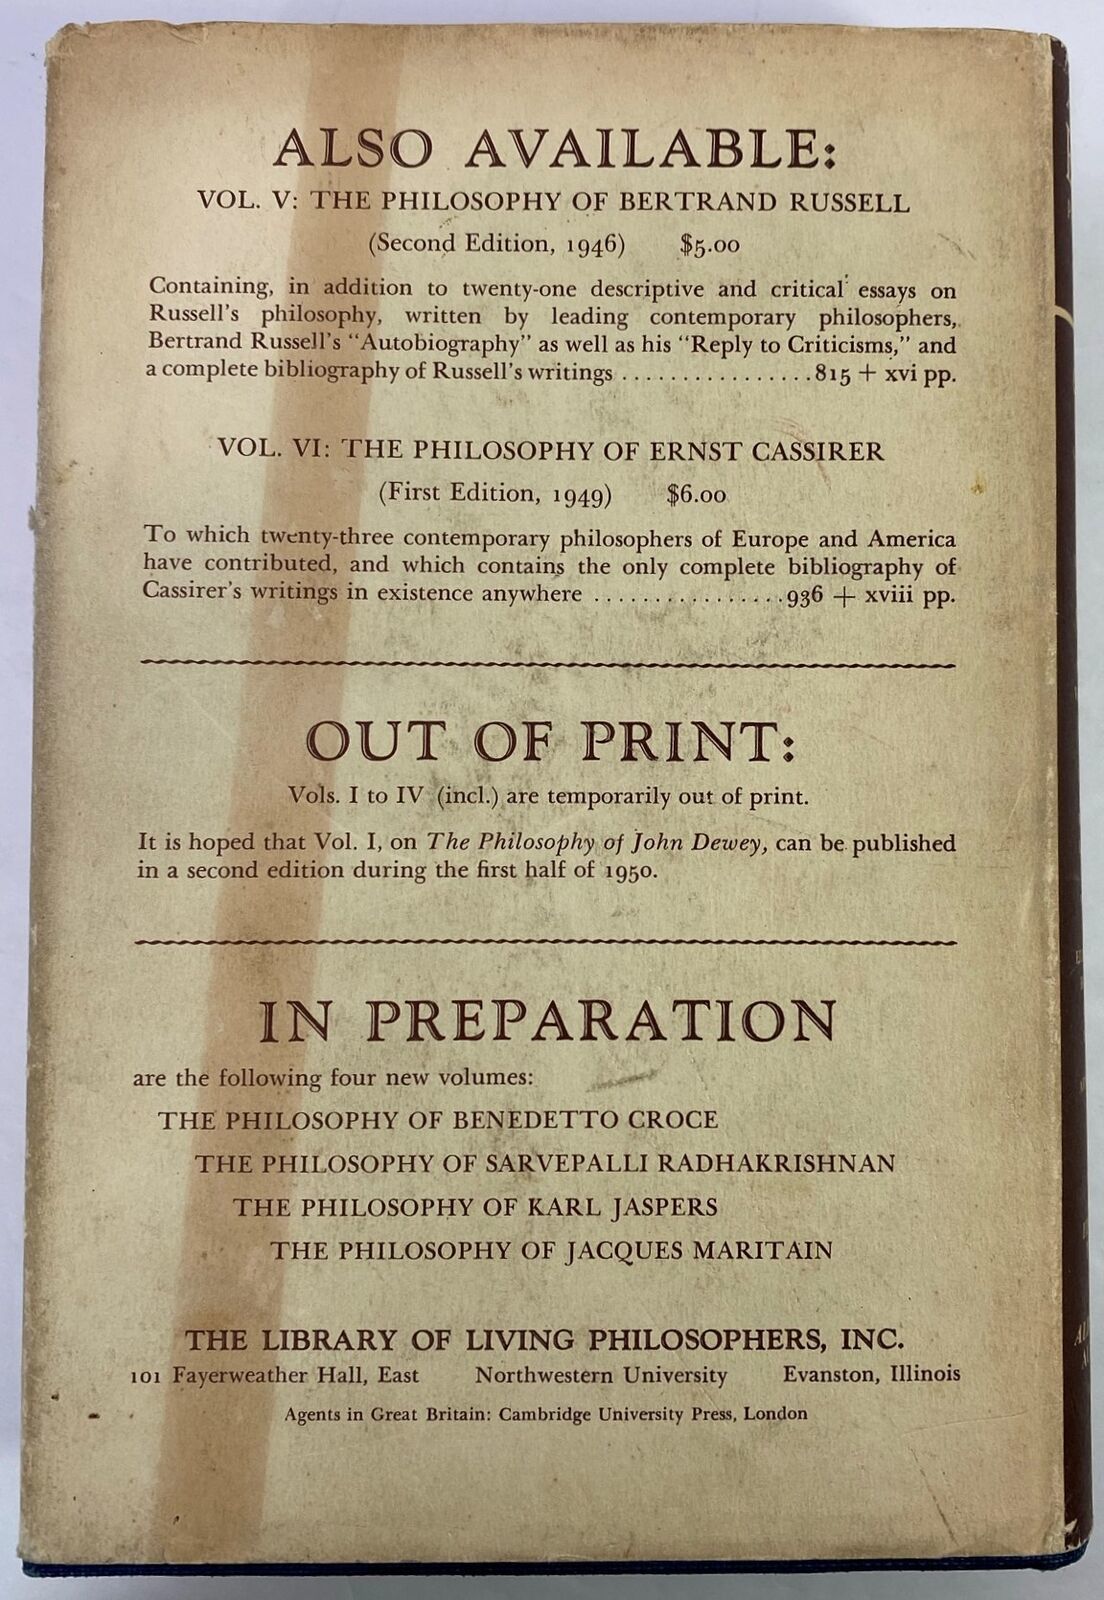 ALSO AVAILABLE:
VOL. V: THE PHILOSOPHY OF BERTRAND RUSSELL
(Second Edition, 1946) $5.00
Containing, in addition to twenty-one descriptive and critical essays on
Russell's philosophy, written by leading contemporary philosophers,
Bertrand Russell's "Autobiography" as well as his "Reply to Criticisms," and
a complete bibliography of Russell's writings ................815 + xvi pp.
VOL. VI: THE PHILOSOPHY OF ERNST CASSIRER
(First Edition, 1949) $6.00
To which twenty-three contemporary philosophers of Europe and America
have contributed, and which contains the only complete bibliography of
Cassirer's writings in existence anywhere ................936 + xviii pp.
OUT OF PRINT:
Vols. I to IV (incl.) are temporarily out of print.
It is hoped that Vol. I, on The Philosophy of John Dewey, can be published
in a second edition during the first half of 1950.
IN PREPARATION
are the following four new volumes:
THE PHILOSOPHY OF BENEDETTO CROCE
THE PHILOSOPHY OF SARVEPALLI RADHAKRISHNAN
THE PHILOSOPHY OF KARL JASPERS
THE PHILOSOPHY OF JACQUES MARITAIN
THE LIBRARY OF LIVING PHILOSOPHERS, INC.
101 Fayerweather Hall, East Northwestern University Evanston, Illinois
Agents in Great Britain: Cambridge University Press, London